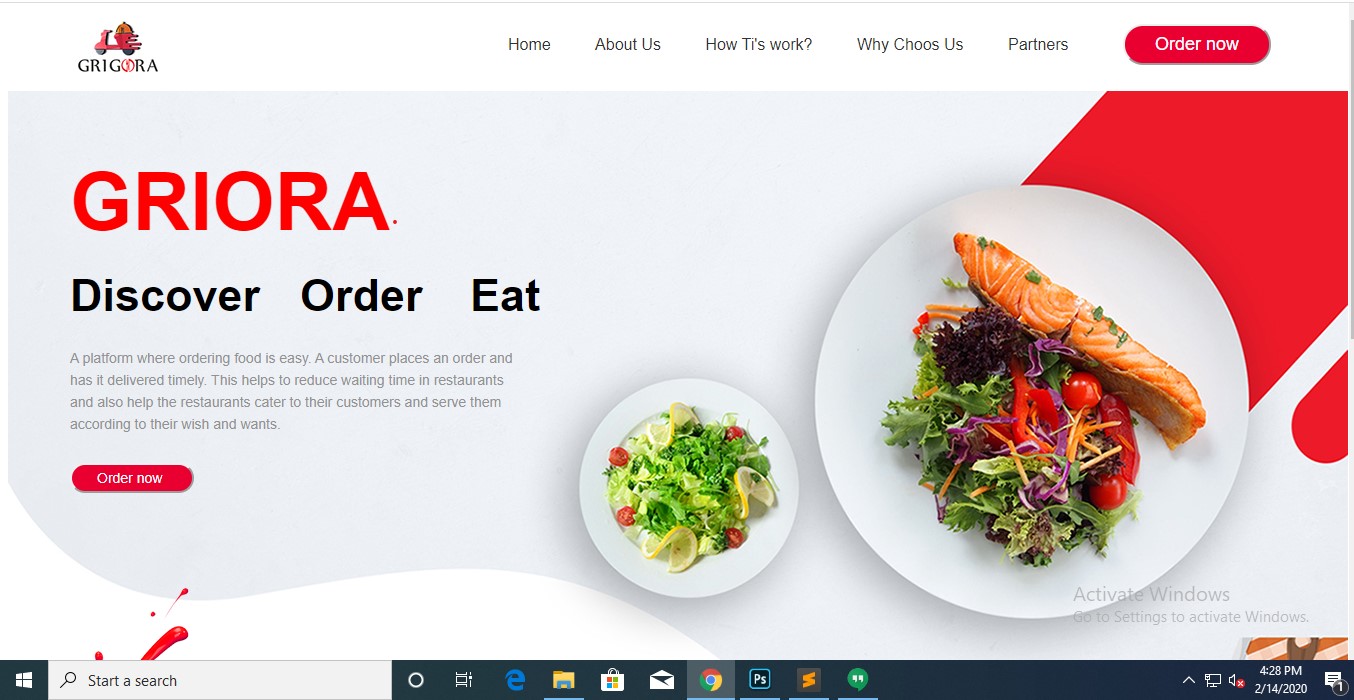 GRIGORA
Home About Us How Ti's work? Why Choos Us Partners Order now
GRIORA.
Discover Order Eat
A platform where ordering food is easy. A customer places an order and
has it delivered timely. This helps to reduce waiting time in restaurants
and also help the restaurants cater to their customers and serve them
according to their wish and wants.
Order now
Activate Windows
Go to Settings to activate Windows.
Start a search
Ps
4:28 PM
2/14/2020
1